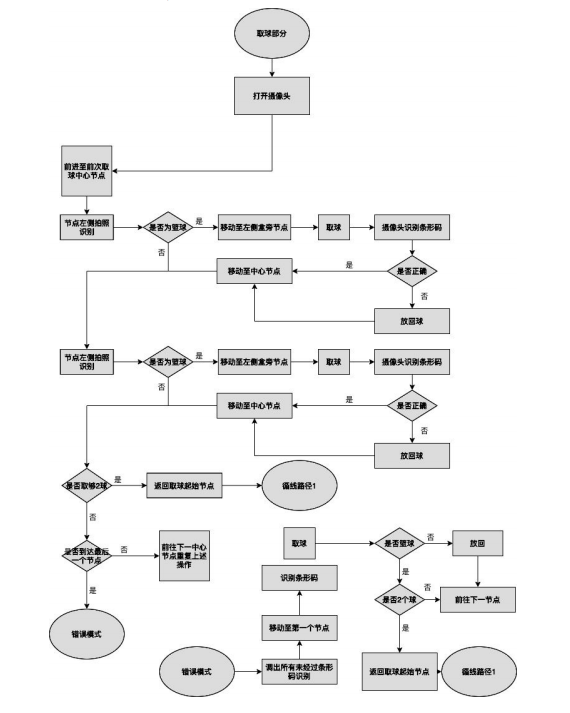 取球部分
打开摄像头
前进至前次取
球中心节点
节点左侧拍照
识别
是否为篮球
是
移动至左侧盒旁节点
取球
摄像头识别条形码
否
移动至中心节点
是
是否正确
否
放回球
节点左侧拍照
识别
是否为篮球
是
移动至左侧盒旁节点
取球
摄像头识别条形码
否
移动至中心节点
是
是否正确
否
放回球
是否取够2球
是
返回取球起始节点
循线路径1
否
是否到达最后
一个节点
否
前往下一中心
节点重复上述
操作
是
错误模式
取球
是否篮球
否
放回
识别条形码
是
是否2个球
否
前往下一节点
移动至第一个节点
是
错误模式
调出所有未经过条形
码识别
返回取球起始节点
循线路径1